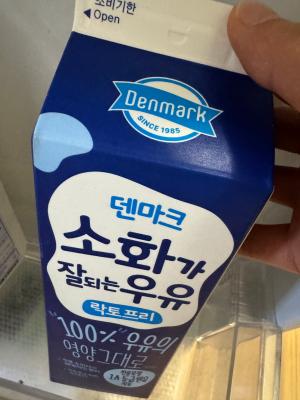 소비기한
◀ Open
Denmark
SINCE 1985
덴마크
소화가
잘되는우유
락토프리
"100%"우유의
영양그대로